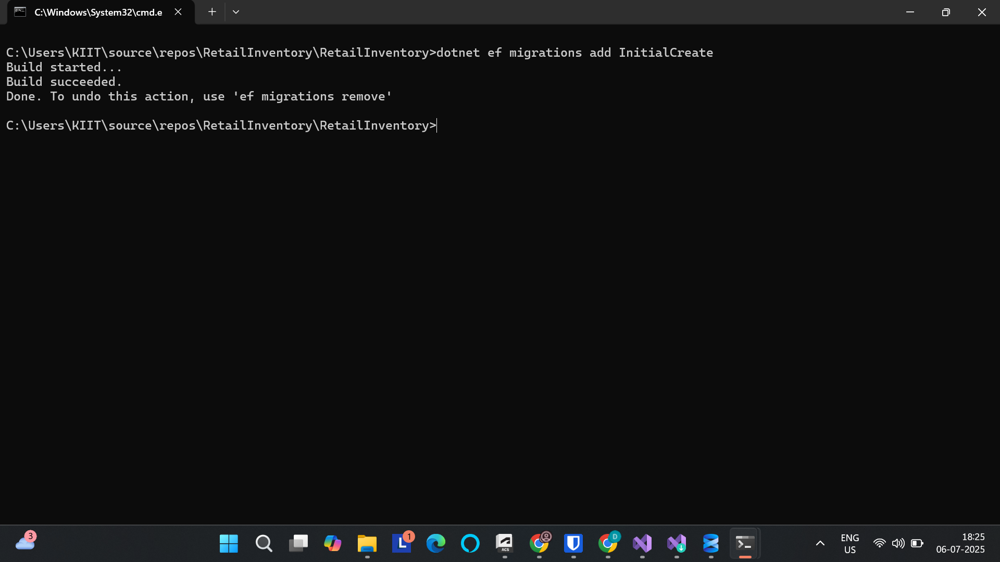 C:\Windows\System32\cmd.e
C:\Users\KIIT\source\repos\RetailInventory\RetailInventory>dotnet ef migrations add InitialCreate
Build started...
Build succeeded.
Done. To undo this action, use 'ef migrations remove'
C:\Users\KIIT\source\repos\RetailInventory\RetailInventory>
3
L
1
ACS
D
ENG
US
18:25
06-07-2025